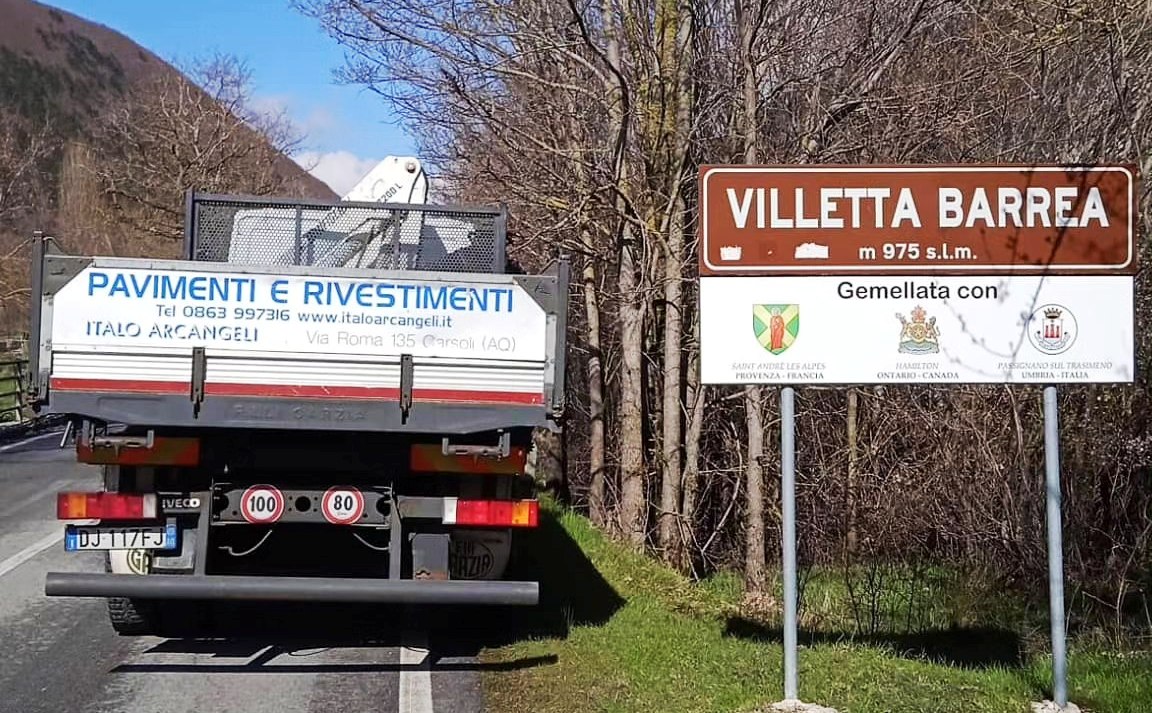 PAVIMENTI E RIVESTIMENTI
Tel 0863 997316 www.italoarcangeli.it
ITALO ARCANGELI
Via Roma 135 Carsoli (AQ)
IVECO
100
80
DJ 117FJ
VILLETTA BARREA
m 975 s.l.m.
Gemellata con
SAINT ANDRÉ LES ALPES
PROVENZA - FRANCIA
HAMILTON
ONTARIO - CANADA
PASSIGNANO SUL TRASIMENO
UMBRIA - ITALIA